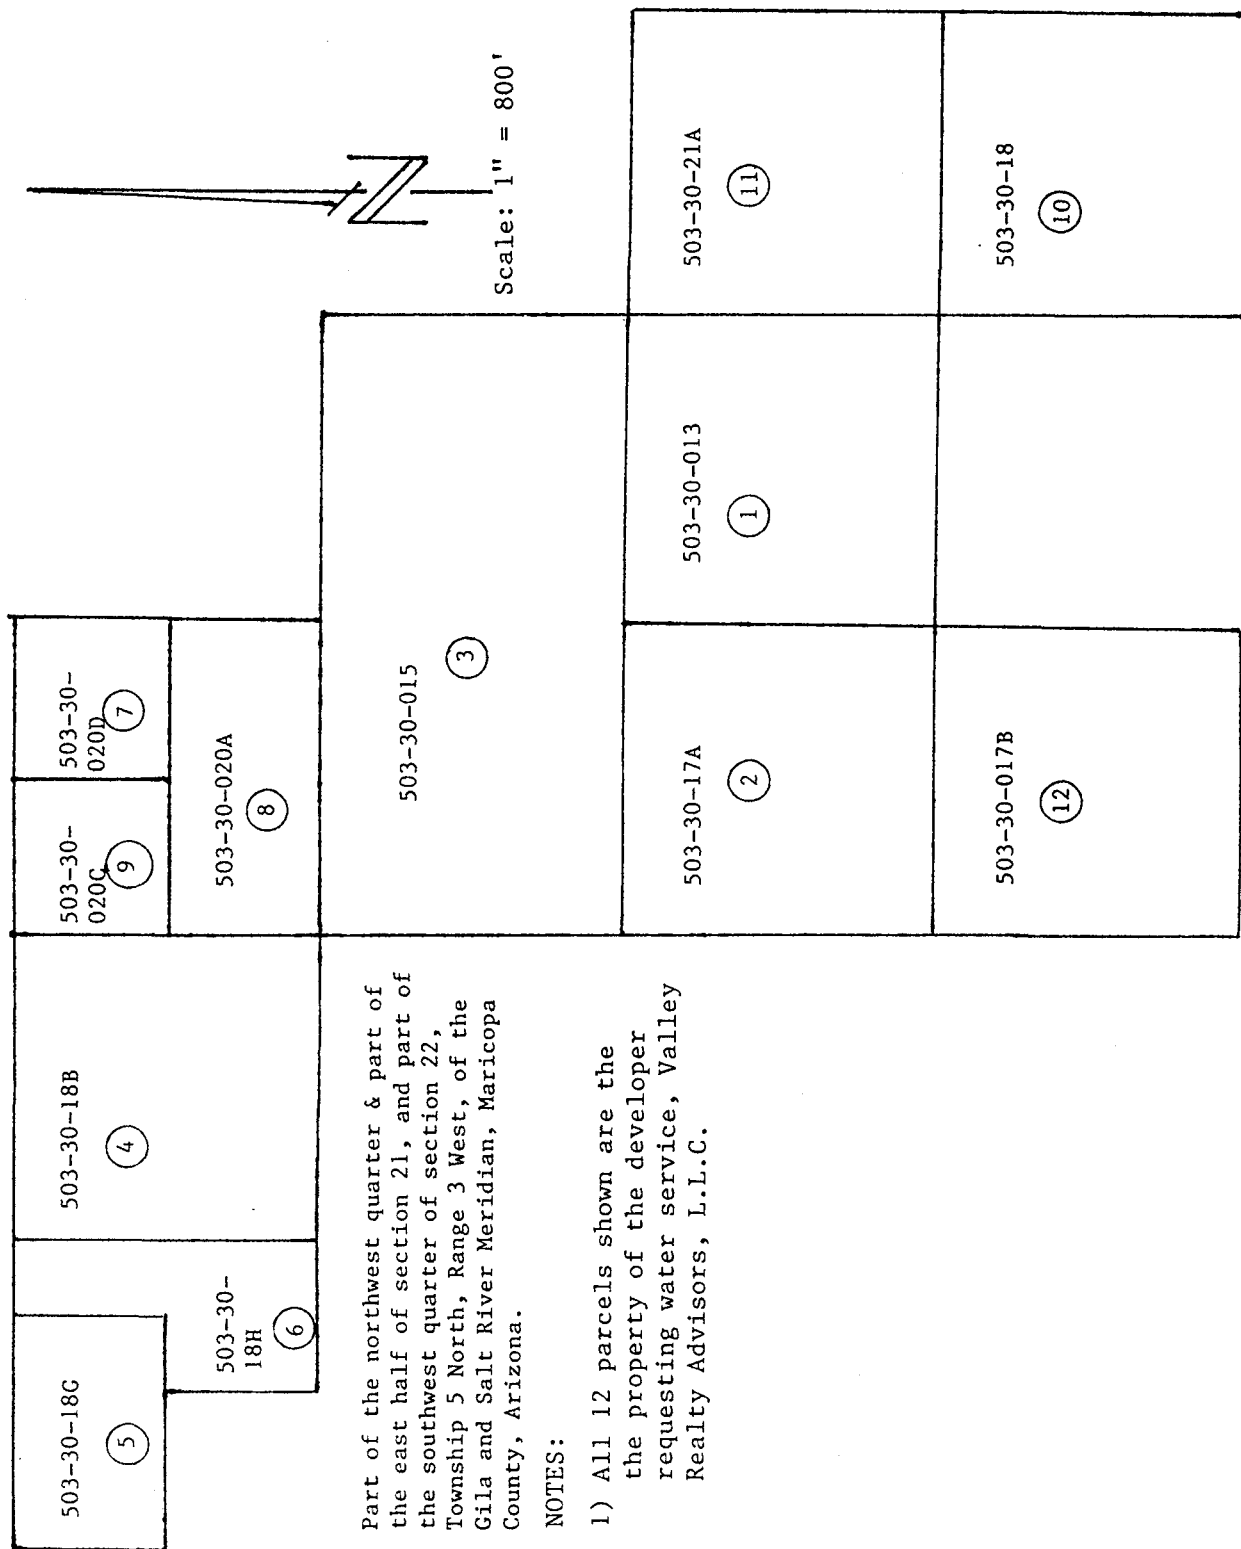 503-30-18G
5
503-30-
18H
6
503-30-18B
4
503-30-
020C
9
503-30-
020D
7
503-30-020A
8
N
Scale: 1" = 800'
503-30-015
3
503-30-17A
2
503-30-013
1
503-30-21A
11
503-30-017B
12
503-30-18
10
Part of the northwest quarter & part of
the east half of section 21, and part of
the southwest quarter of section 22,
Township 5 North, Range 3 West, of the
Gila and Salt River Meridian, Maricopa
County, Arizona.
NOTES:
1) All 12 parcels shown are the
the property of the developer
requesting water service, Valley
Realty Advisors, L.L.C.